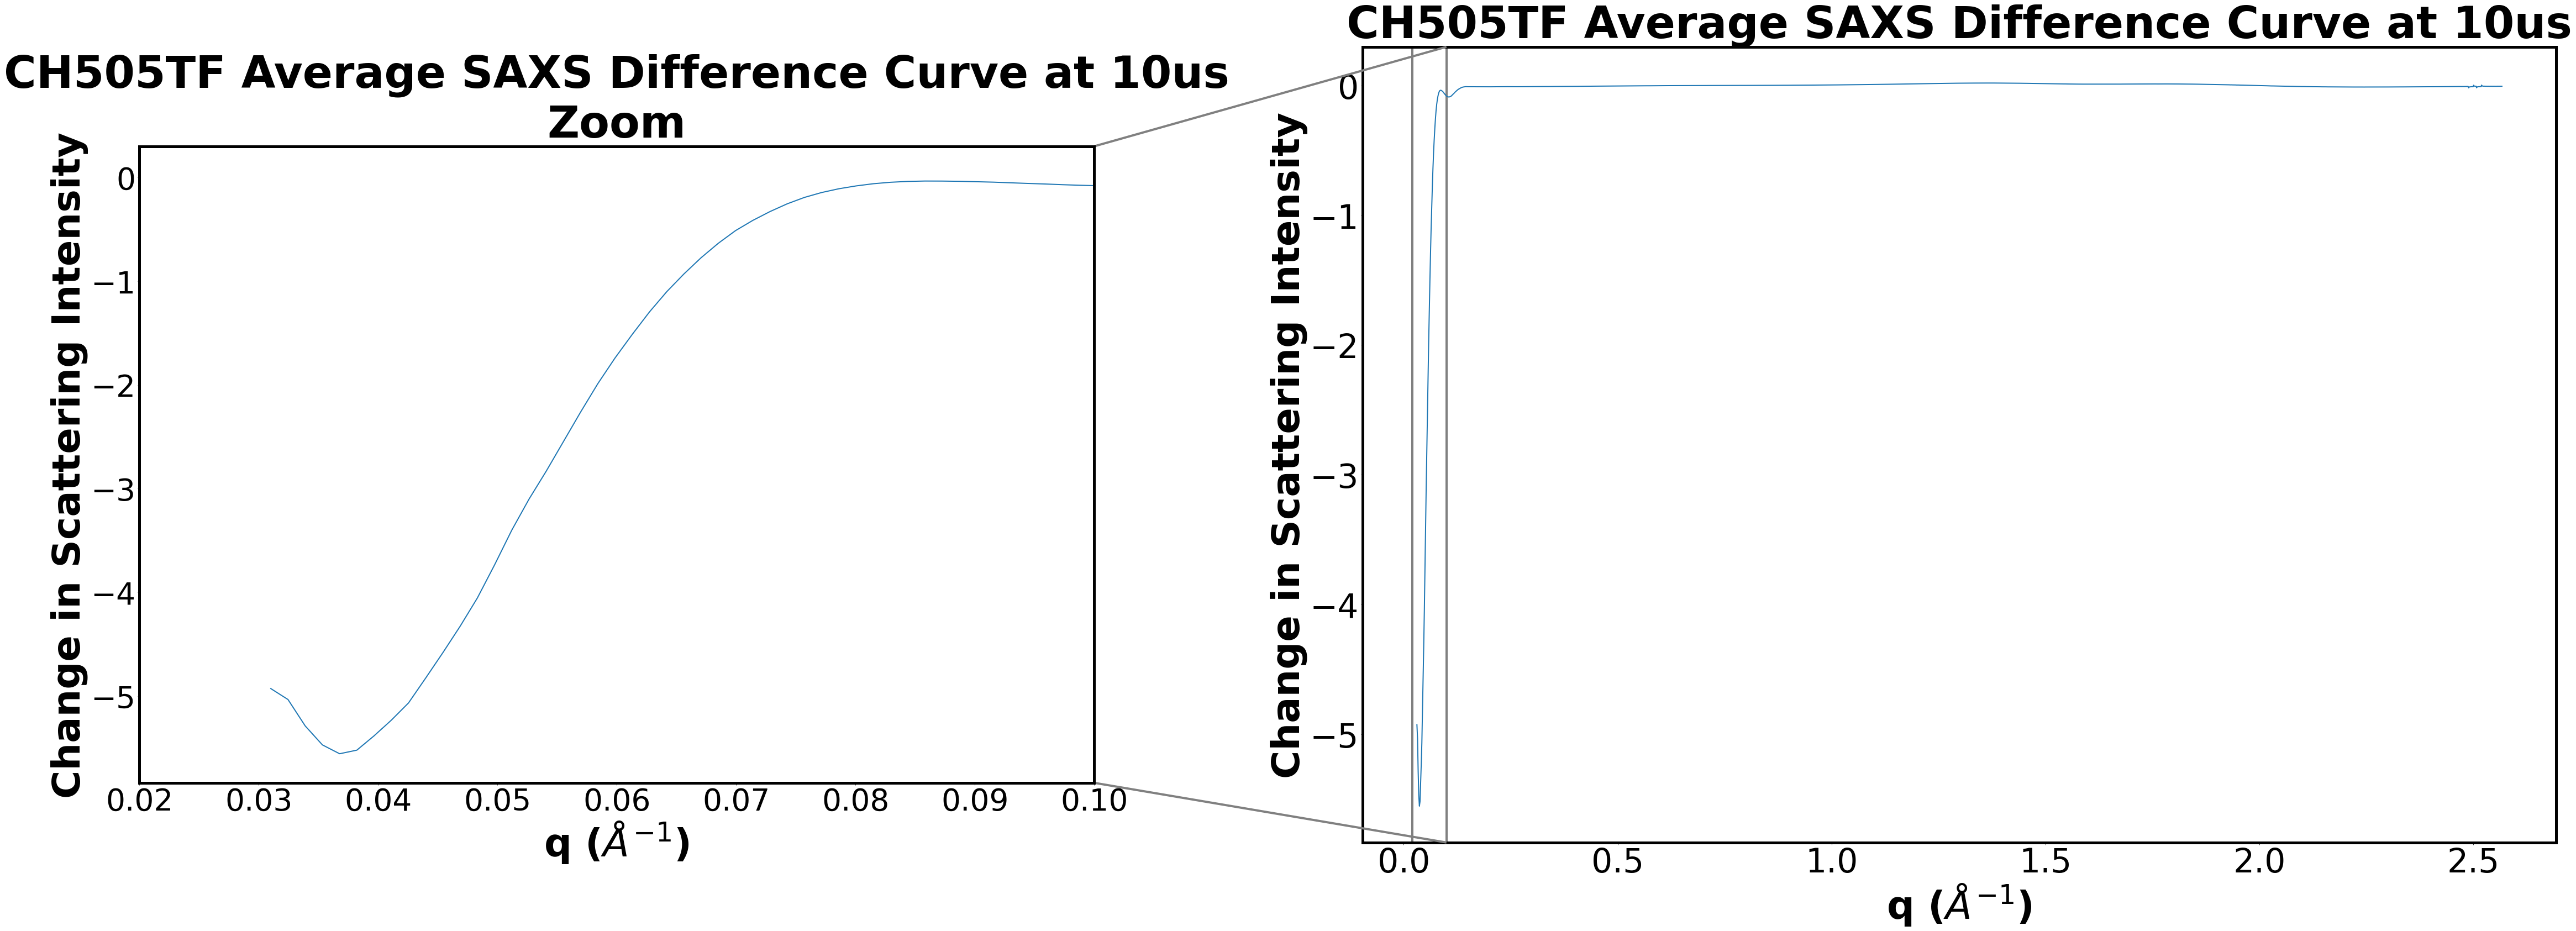 CH505TF Average SAXS Difference Curve at 10us
Zoom
Change in Scattering Intensity
0
−1
−2
−3
−4
−5
0.02 0.03 0.04 0.05 0.06 0.07 0.08 0.09 0.10
q (Å⁻¹)
CH505TF Average SAXS Difference Curve at 10us
Change in Scattering Intensity
0
−1
−2
−3
−4
−5
0.0 0.5 1.0 1.5 2.0 2.5
q (Å⁻¹)